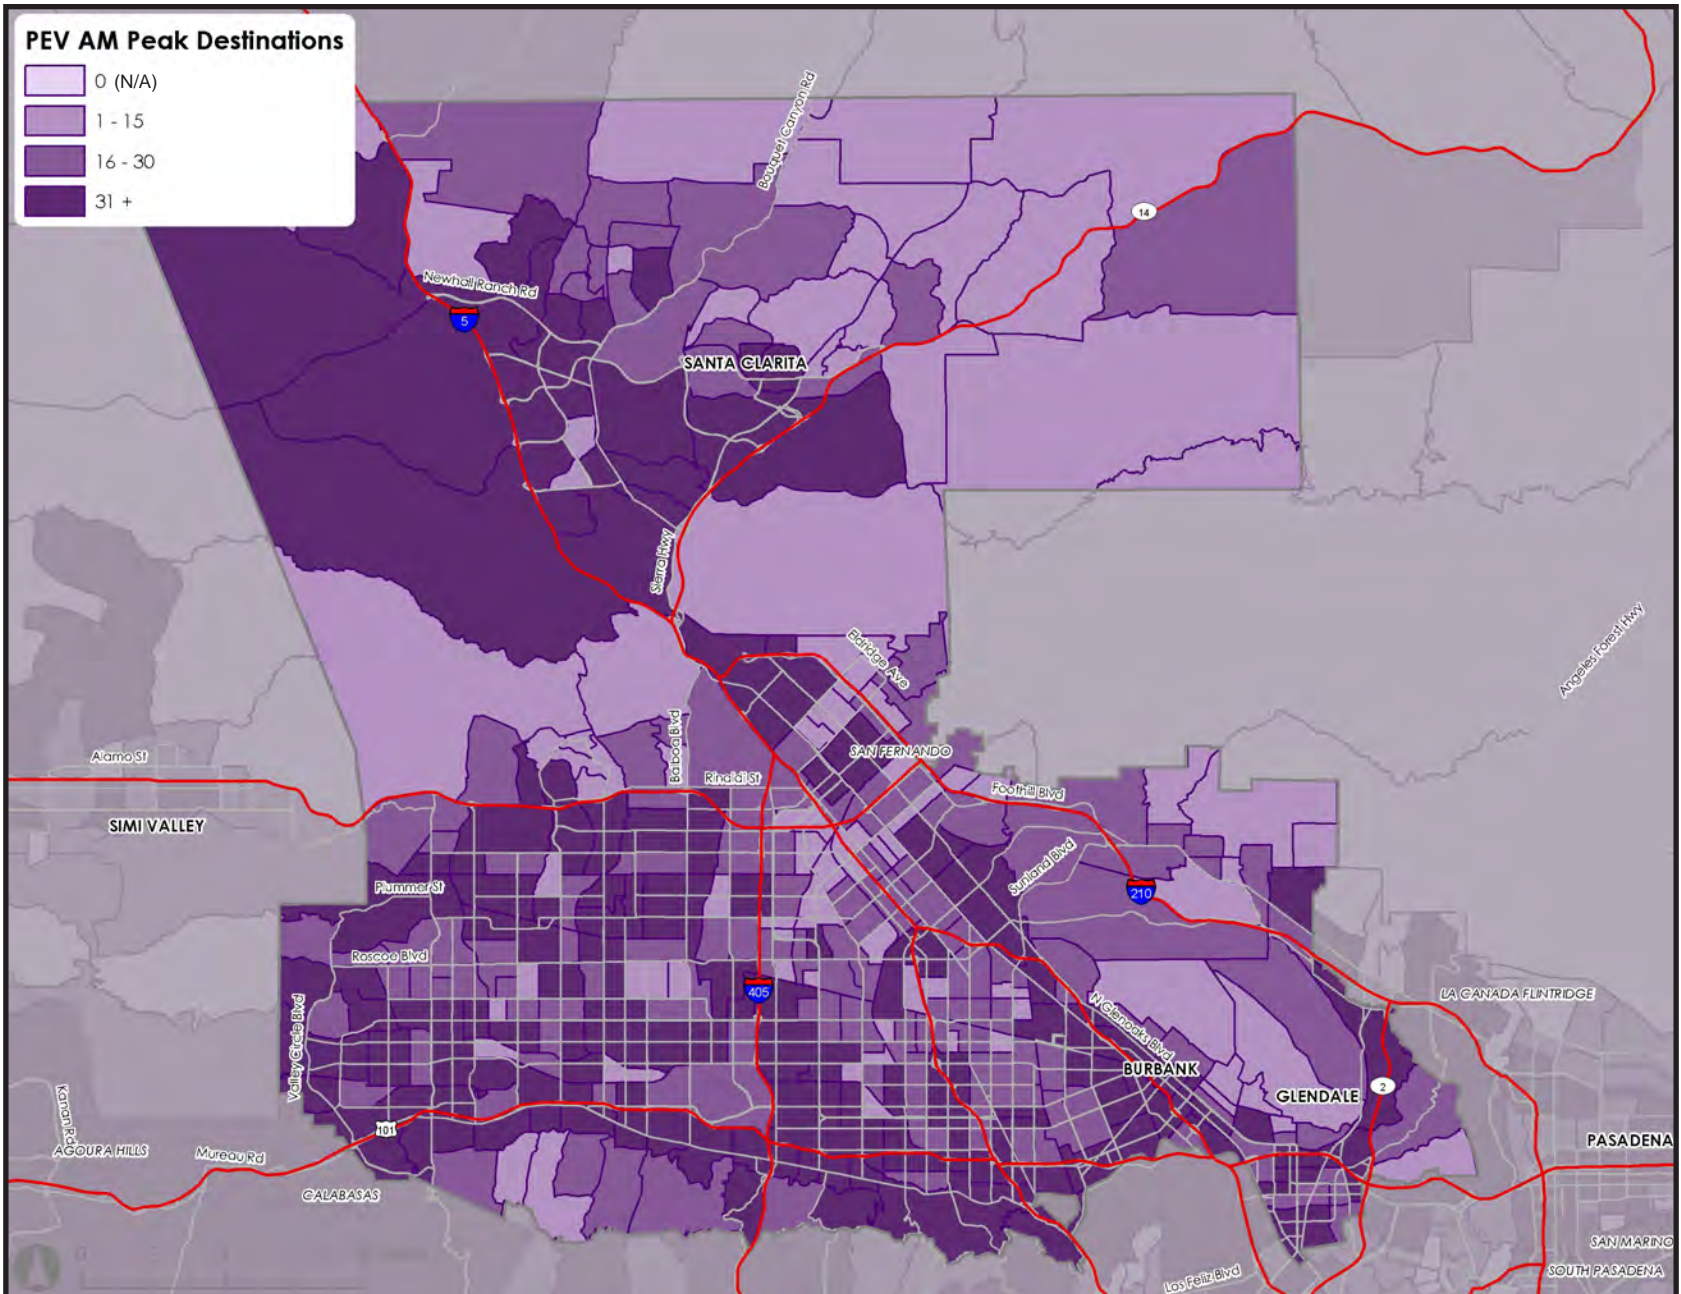 PEV AM Peak Destinations
0 (N/A)
1 - 15
16 - 30
31 +
Bouquet Canyon Rd
14
Newhall Ranch Rd
5
SANTA CLARITA
Sierra Hwy
Eldridge Ave
Angeles Forest Hwy
Balboa Blvd
SAN FERNANDO
Alamo St
Rinaldi St
Foothill Blvd
SIMI VALLEY
Sunland Blvd
Plummer St
210
Roscoe Blvd
405
LA CANADA FLINTRIDGE
N Glenoaks Blvd
Valley Circle Blvd
BURBANK
GLENDALE
2
Kanan Rd
101
AGOURA HILLS
Mureau Rd
PASADENA
CALABASAS
SAN MARINO
Los Feliz Blvd
SOUTH PASADENA